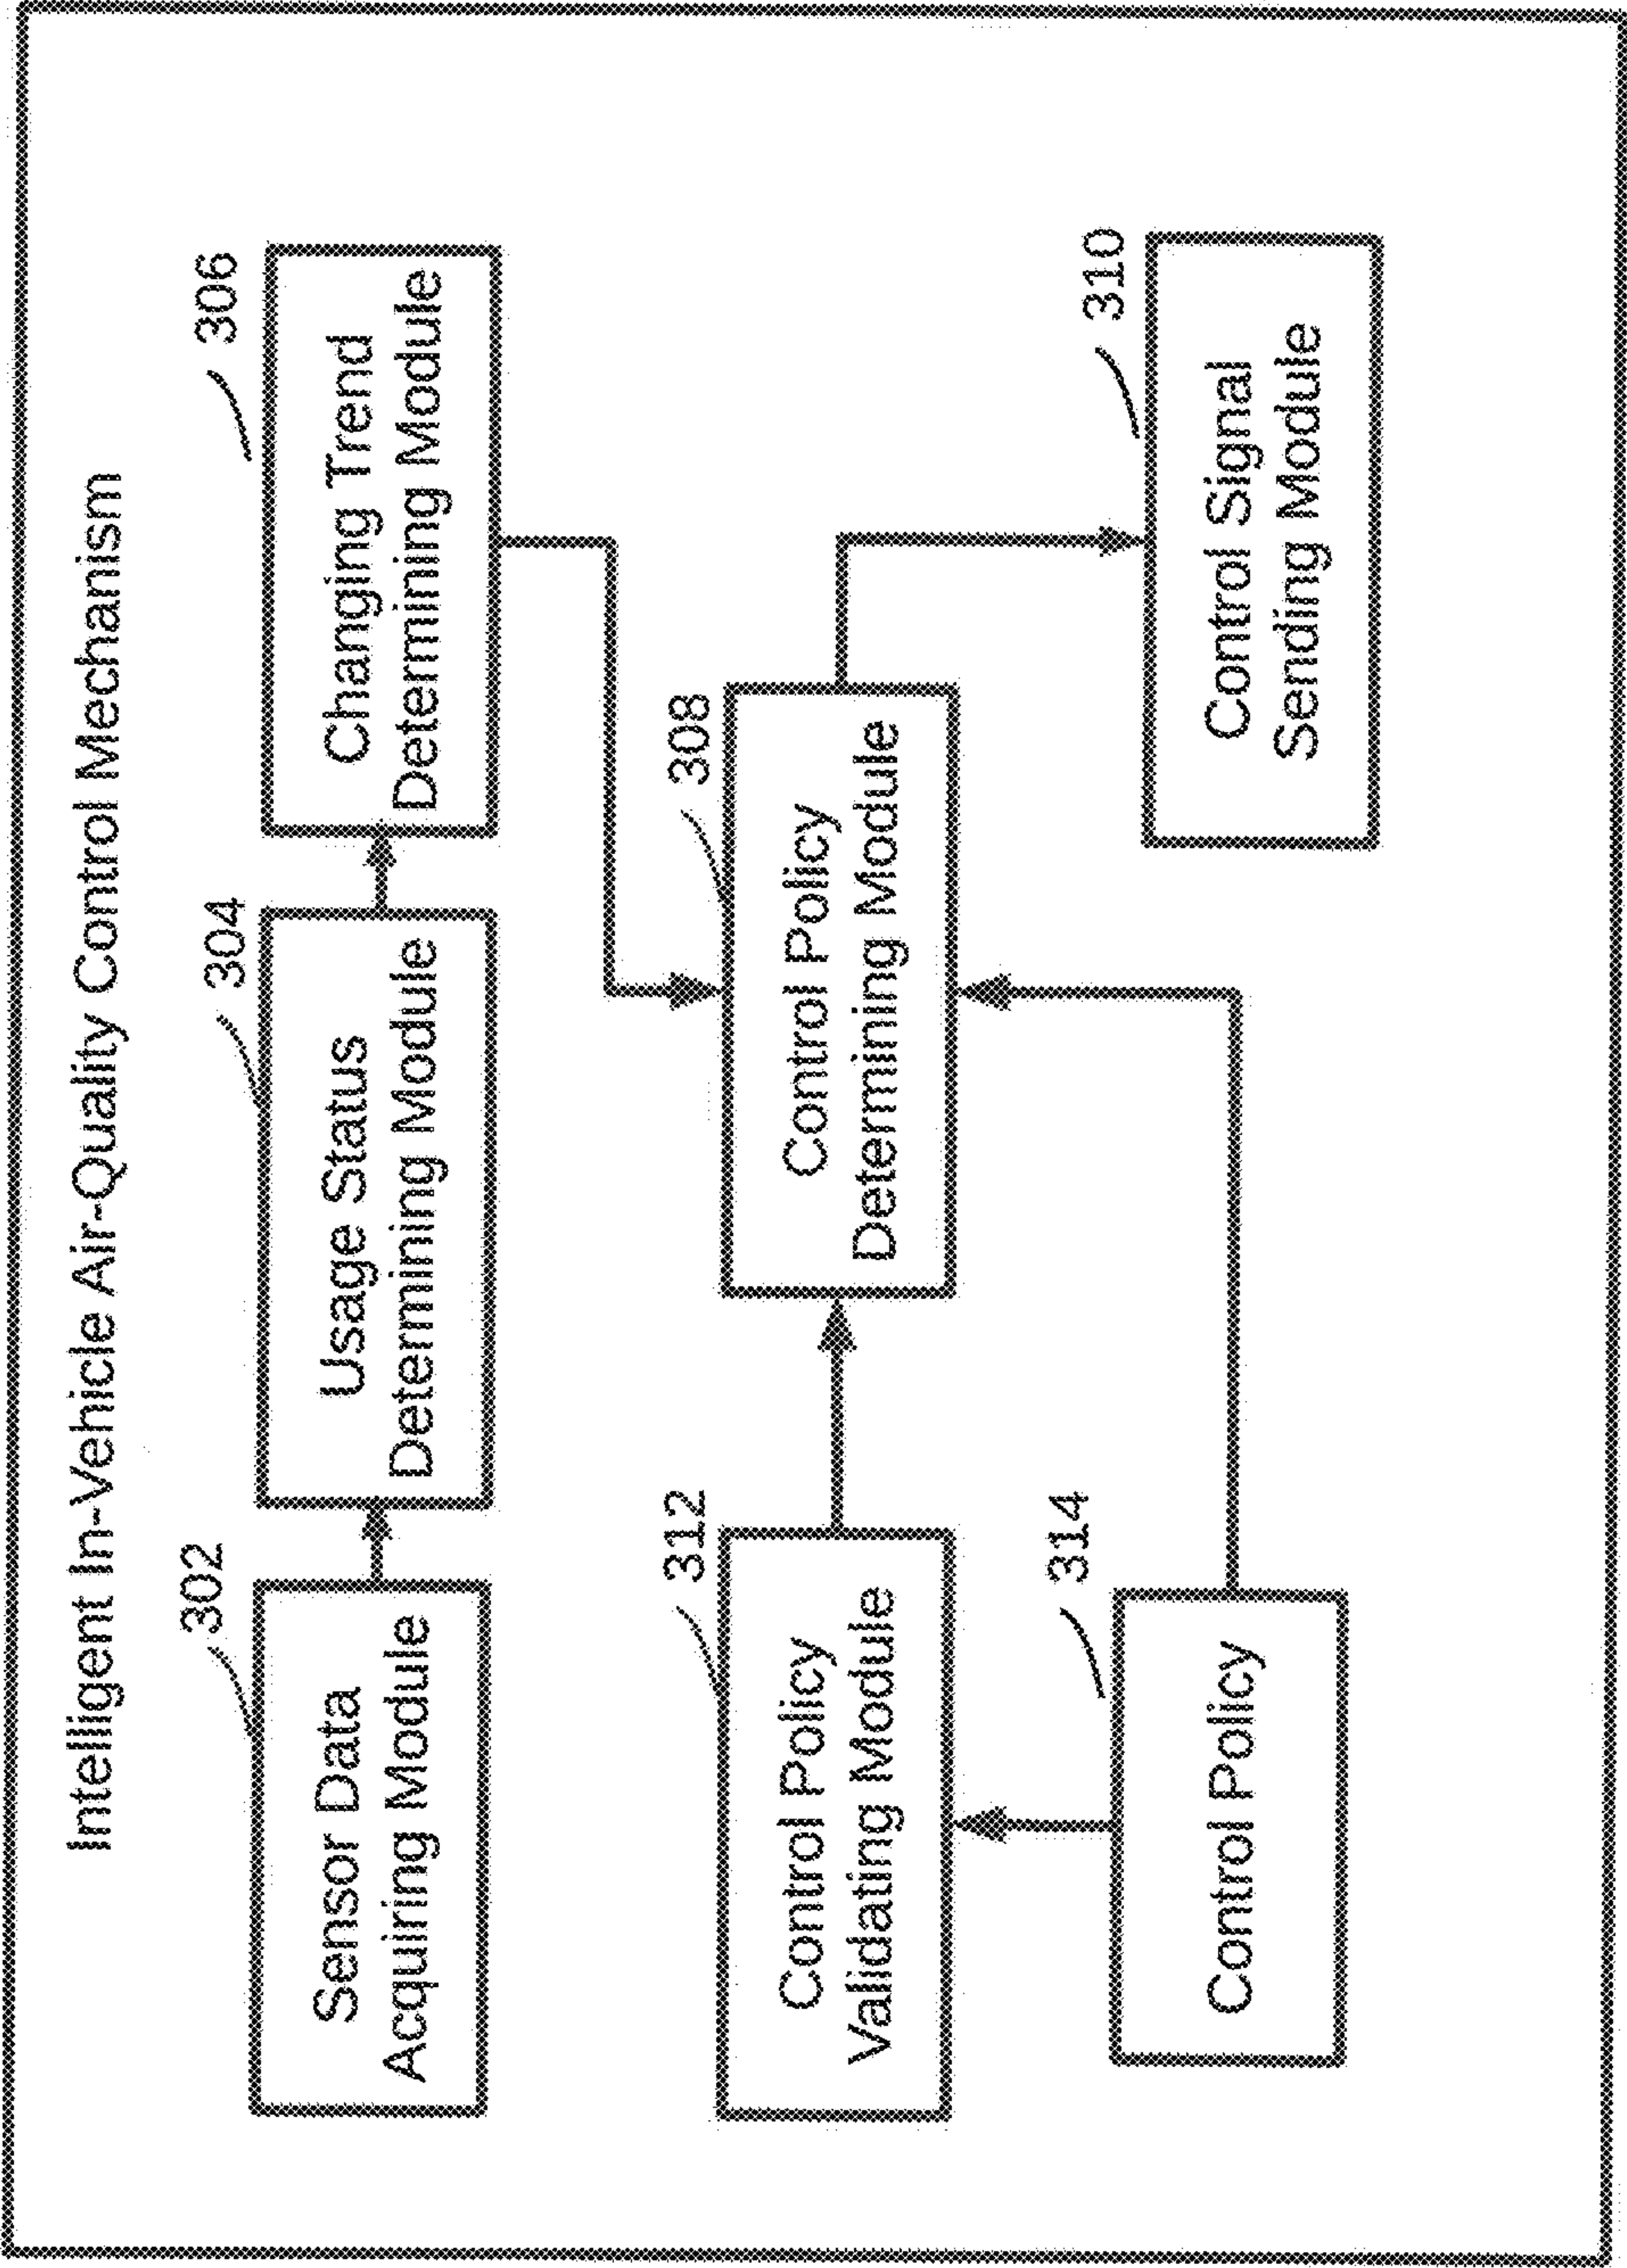 Intelligent In-Vehicle Air-Quality Control Mechanism
302
Sensor Data
Acquiring Module
304
Usage Status
Determining Module
306
Changing Trend
Determining Module
312
Control Policy
Validating Module
308
Control Policy
Determining Module
314
Control Policy
310
Control Signal
Sending Module